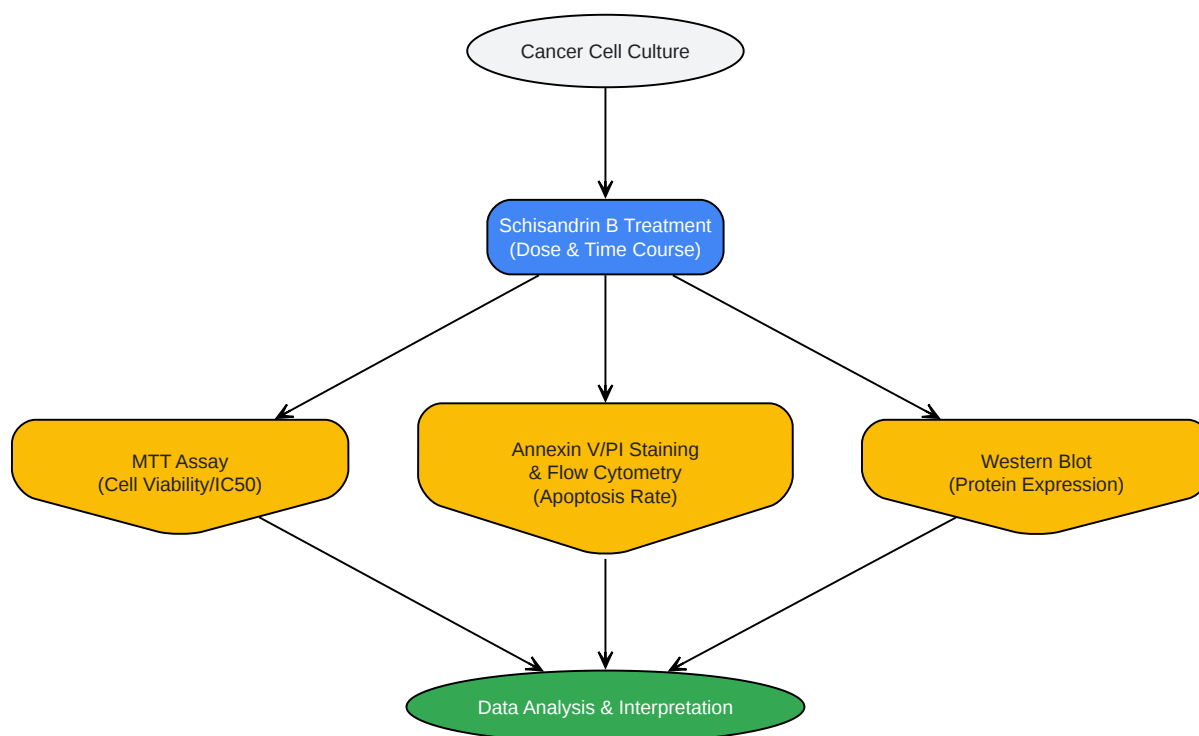 Cancer Cell Culture
Schisandrin B Treatment
(Dose & Time Course)
MTT Assay
(Cell Viability/IC50)
Annexin V/PI Staining
& Flow Cytometry
(Apoptosis Rate)
Western Blot
(Protein Expression)
Data Analysis & Interpretation